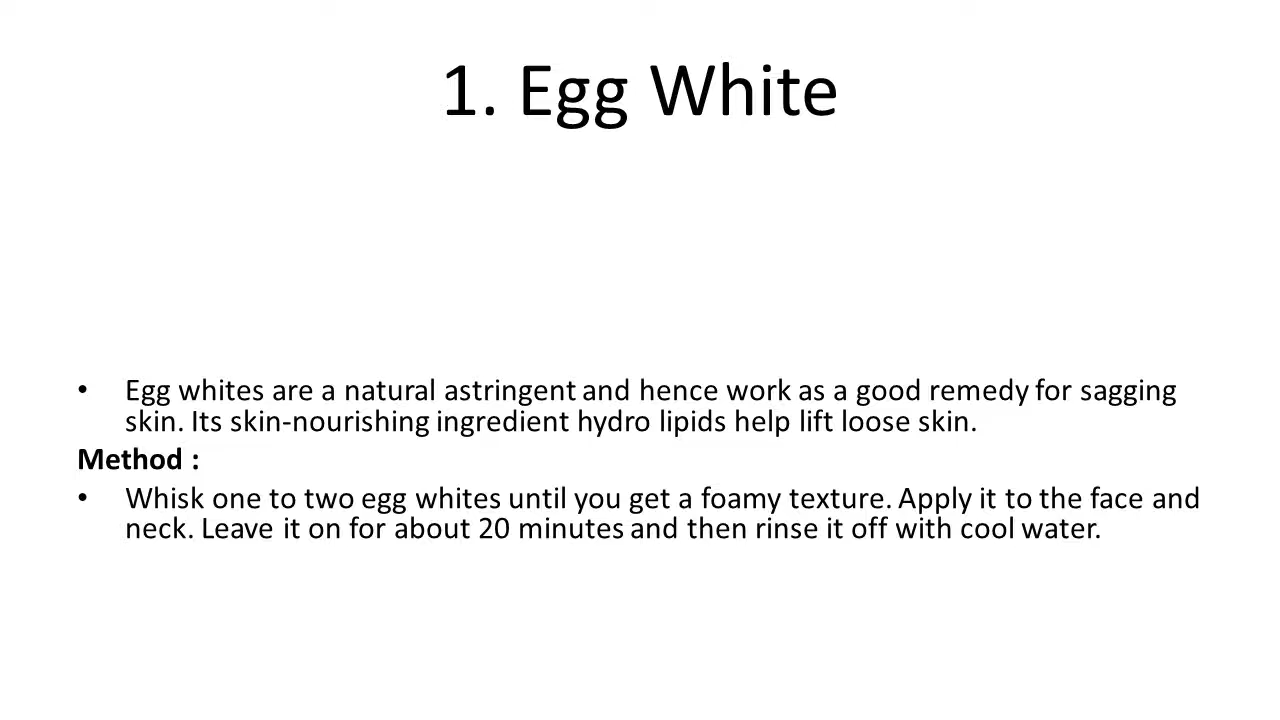 1. Egg White
• Egg whites are a natural astringent and hence work as a good remedy for sagging
skin. Its skin-nourishing ingredient hydro lipids help lift loose skin.
Method :
• Whisk one to two egg whites until you get a foamy texture. Apply it to the face and
neck. Leave it on for about 20 minutes and then rinse it off with cool water.